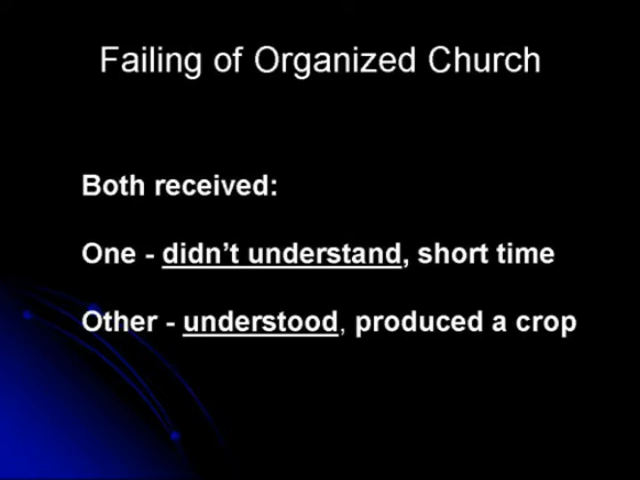 Failing of Organized Church
Both received:
One - didn't understand, short time
Other - understood, produced a crop